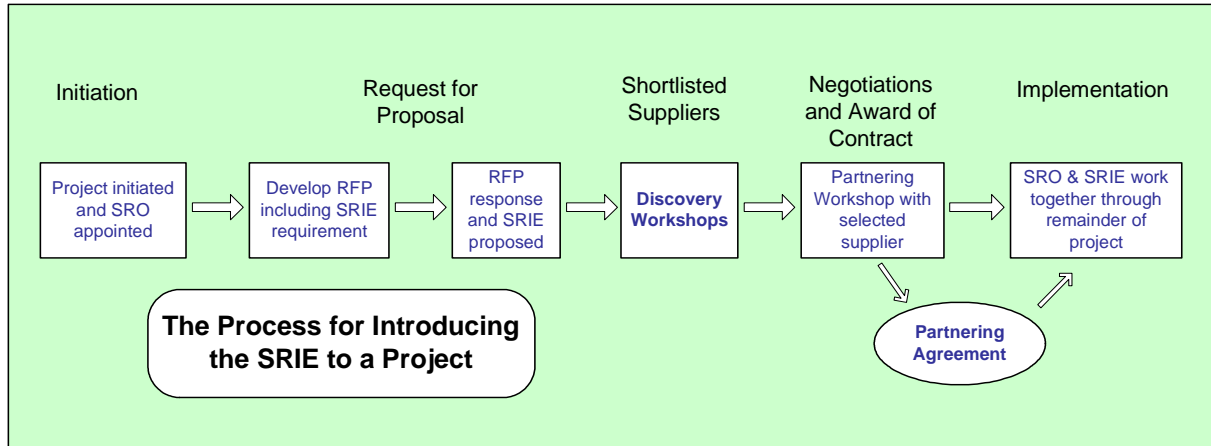 Initiation
Request for
Proposal
Shortlisted
Suppliers
Negotiations
and Award of
Contract
Implementation
Project initiated
and SRO
appointed
Develop RFP
including SRIE
requirement
RFP
response
and SRIE
proposed
Discovery
Workshops
Partnering
Workshop with
selected
supplier
SRO & SRIE work
together through
remainder of
project
The Process for Introducing
the SRIE to a Project
Partnering
Agreement